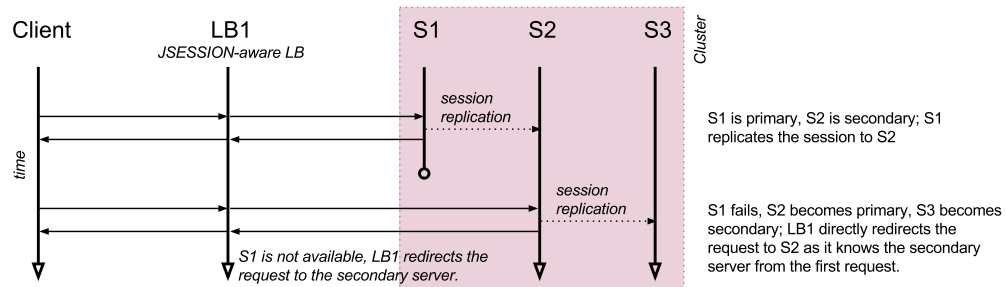 Client
LB1
S1
S2
S3
JSESSION-aware LB
Cluster
session
replication
S1 is primary, S2 is secondary; S1
replicates the session to S2
time
session
replication
S1 fails, S2 becomes primary, S3 becomes
secondary; LB1 directly redirects the
request to S2 as it knows the secondary
server from the first request.
S1 is not available, LB1 redirects the
request to the secondary server.